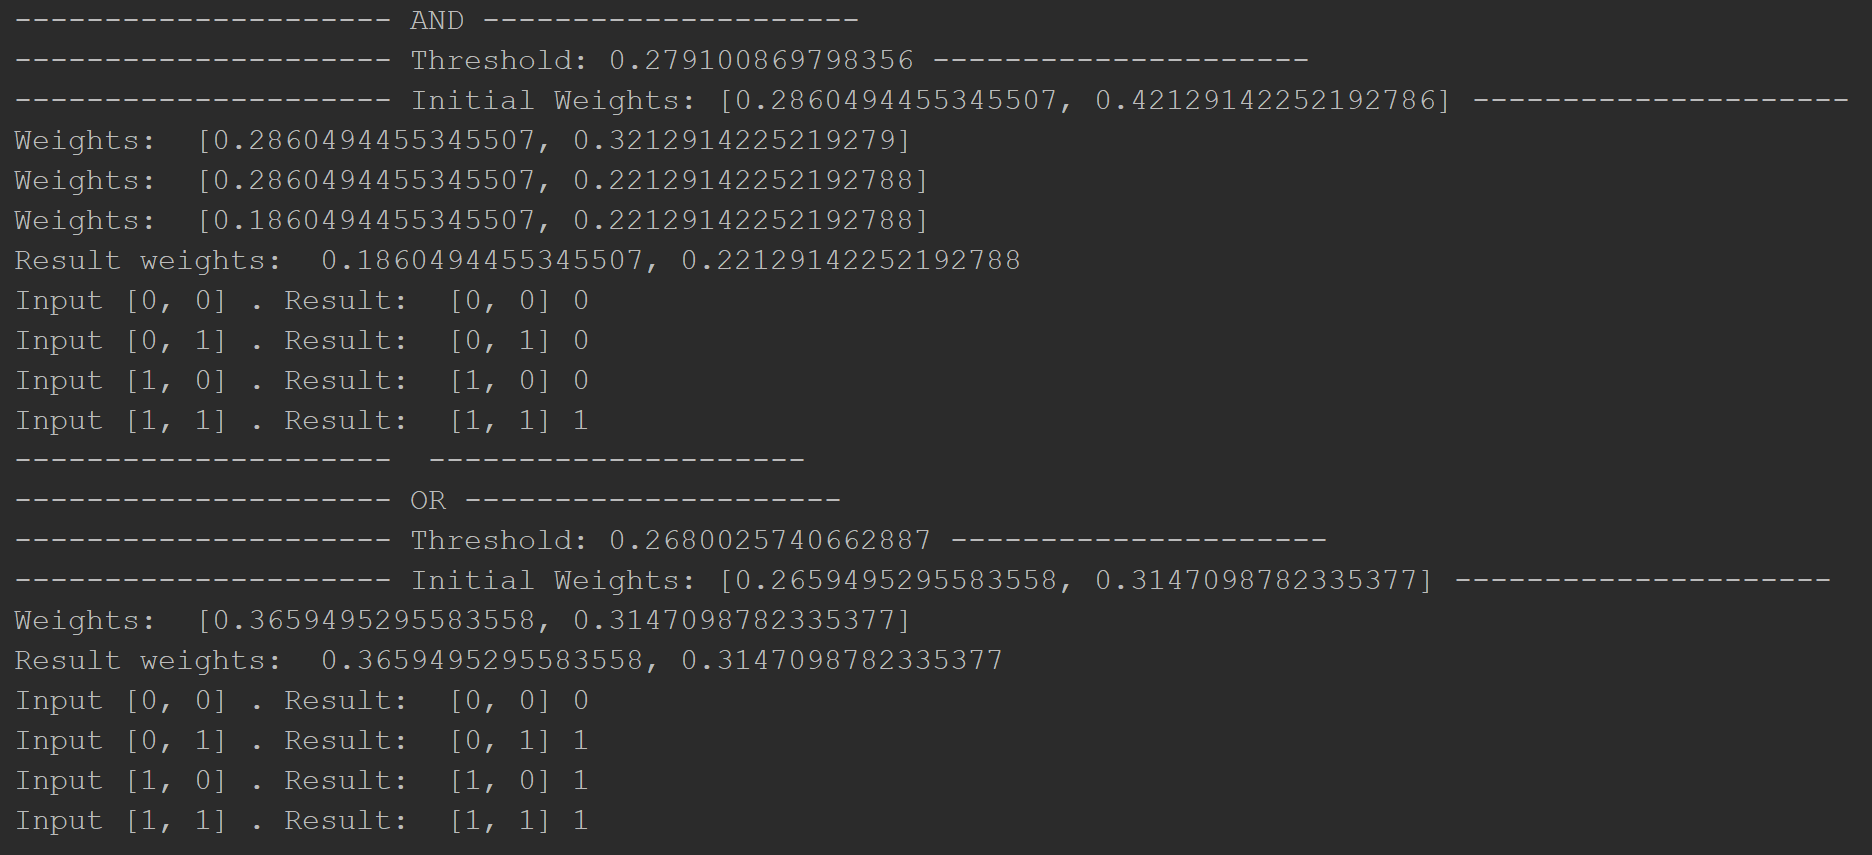 --------------------- AND ---------------------
--------------------- Threshold: 0.279100869798356 ---------------------
--------------------- Initial Weights: [0.2860494455345507, 0.42129142252192786] ---------------------
Weights:  [0.2860494455345507, 0.3212914225219279]
Weights:  [0.2860494455345507, 0.22129142252192788]
Weights:  [0.1860494455345507, 0.22129142252192788]
Result weights:  0.1860494455345507, 0.22129142252192788
Input [0, 0] . Result:  [0, 0] 0
Input [0, 1] . Result:  [0, 1] 0
Input [1, 0] . Result:  [1, 0] 0
Input [1, 1] . Result:  [1, 1] 1
---------------------  ---------------------
--------------------- OR ---------------------
--------------------- Threshold: 0.2680025740662887 ---------------------
--------------------- Initial Weights: [0.2659495295583558, 0.3147098782335377] ---------------------
Weights:  [0.3659495295583558, 0.3147098782335377]
Result weights:  0.3659495295583558, 0.3147098782335377
Input [0, 0] . Result:  [0, 0] 0
Input [0, 1] . Result:  [0, 1] 1
Input [1, 0] . Result:  [1, 0] 1
Input [1, 1] . Result:  [1, 1] 1